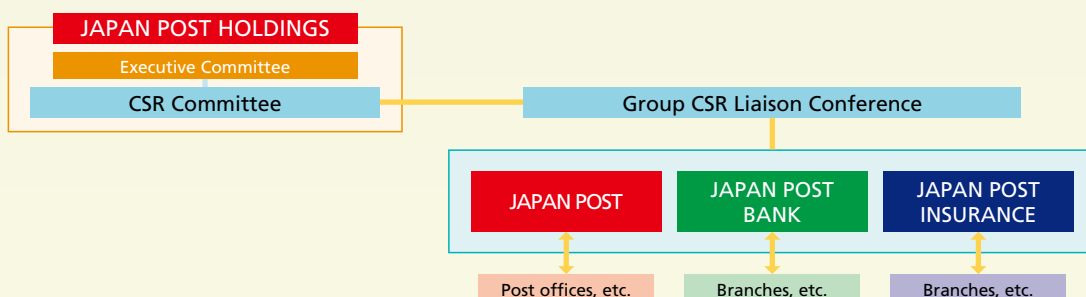 JAPAN POST HOLDINGS
Executive Committee
CSR Committee
Group CSR Liaison Conference
JAPAN POST
JAPAN POST
BANK
JAPAN POST
INSURANCE
Post offices, etc.
Branches, etc.
Branches, etc.